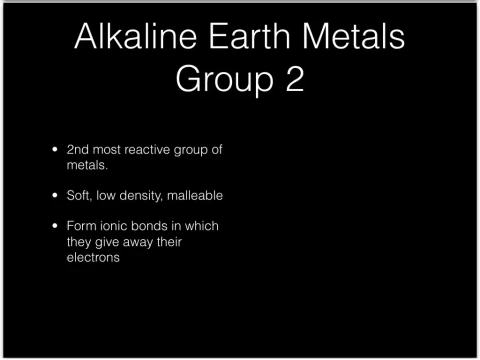 Alkaline Earth Metals
Group 2
• 2nd most reactive group of
metals.
• Soft, low density, malleable
• Form ionic bonds in which
they give away their
electrons